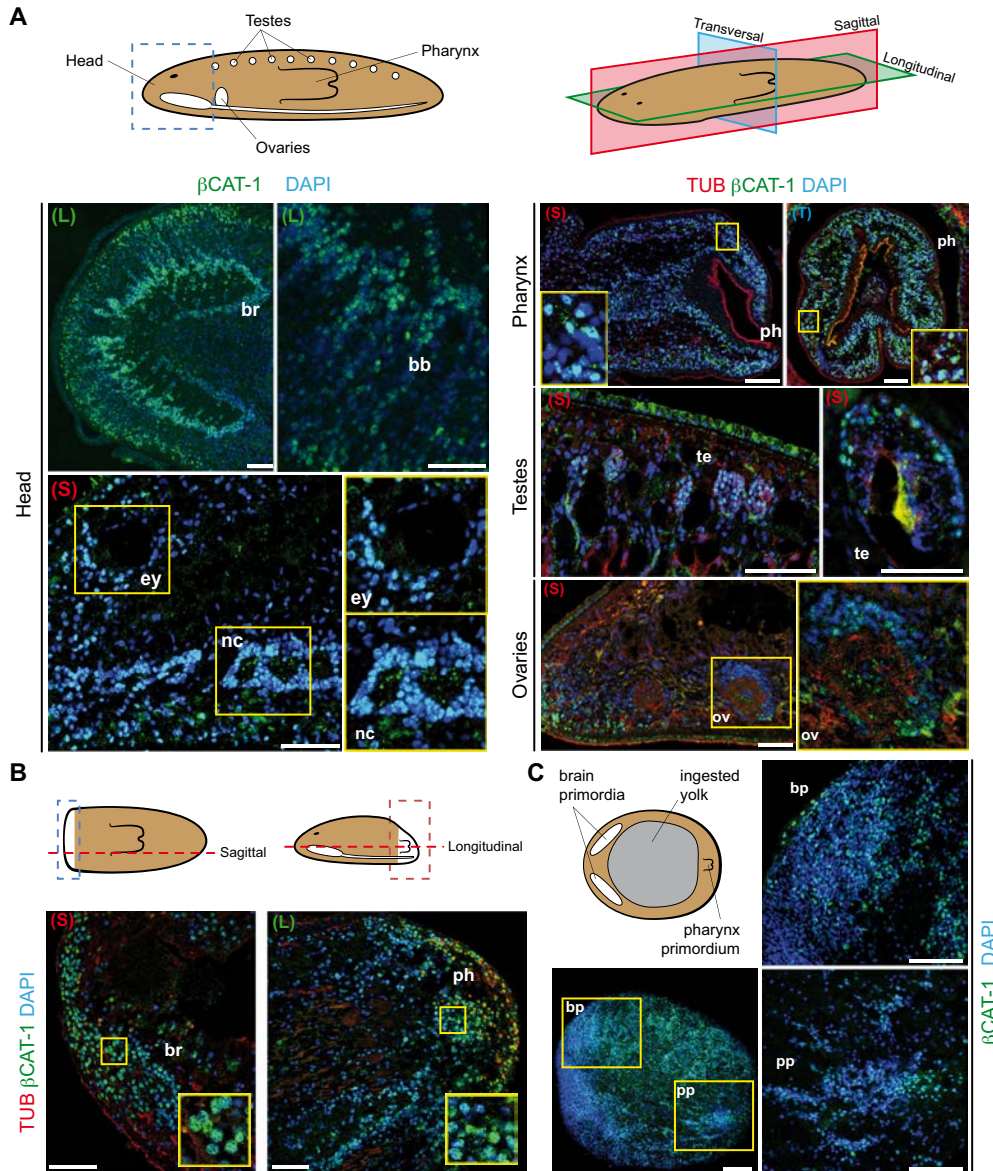 A
Testes
Head
Pharynx
Ovaries
Transversal
Sagittal
Longitudinal
βCAT-1 DAPI
TUB βCAT-1 DAPI
Head
(L)
br
(L)
bb
(S)
ey
nc
ey
nc
Pharynx
(S)
ph
(T)
ph
Testes
(S)
te
(S)
te
Ovaries
(S)
ov
ov
B
Sagittal
Longitudinal
TUB βCAT-1 DAPI
(S)
br
(L)
ph
C
brain
primordia
ingested
yolk
pharynx
primordium
bp
bp
pp
pp
βCAT-1 DAPI